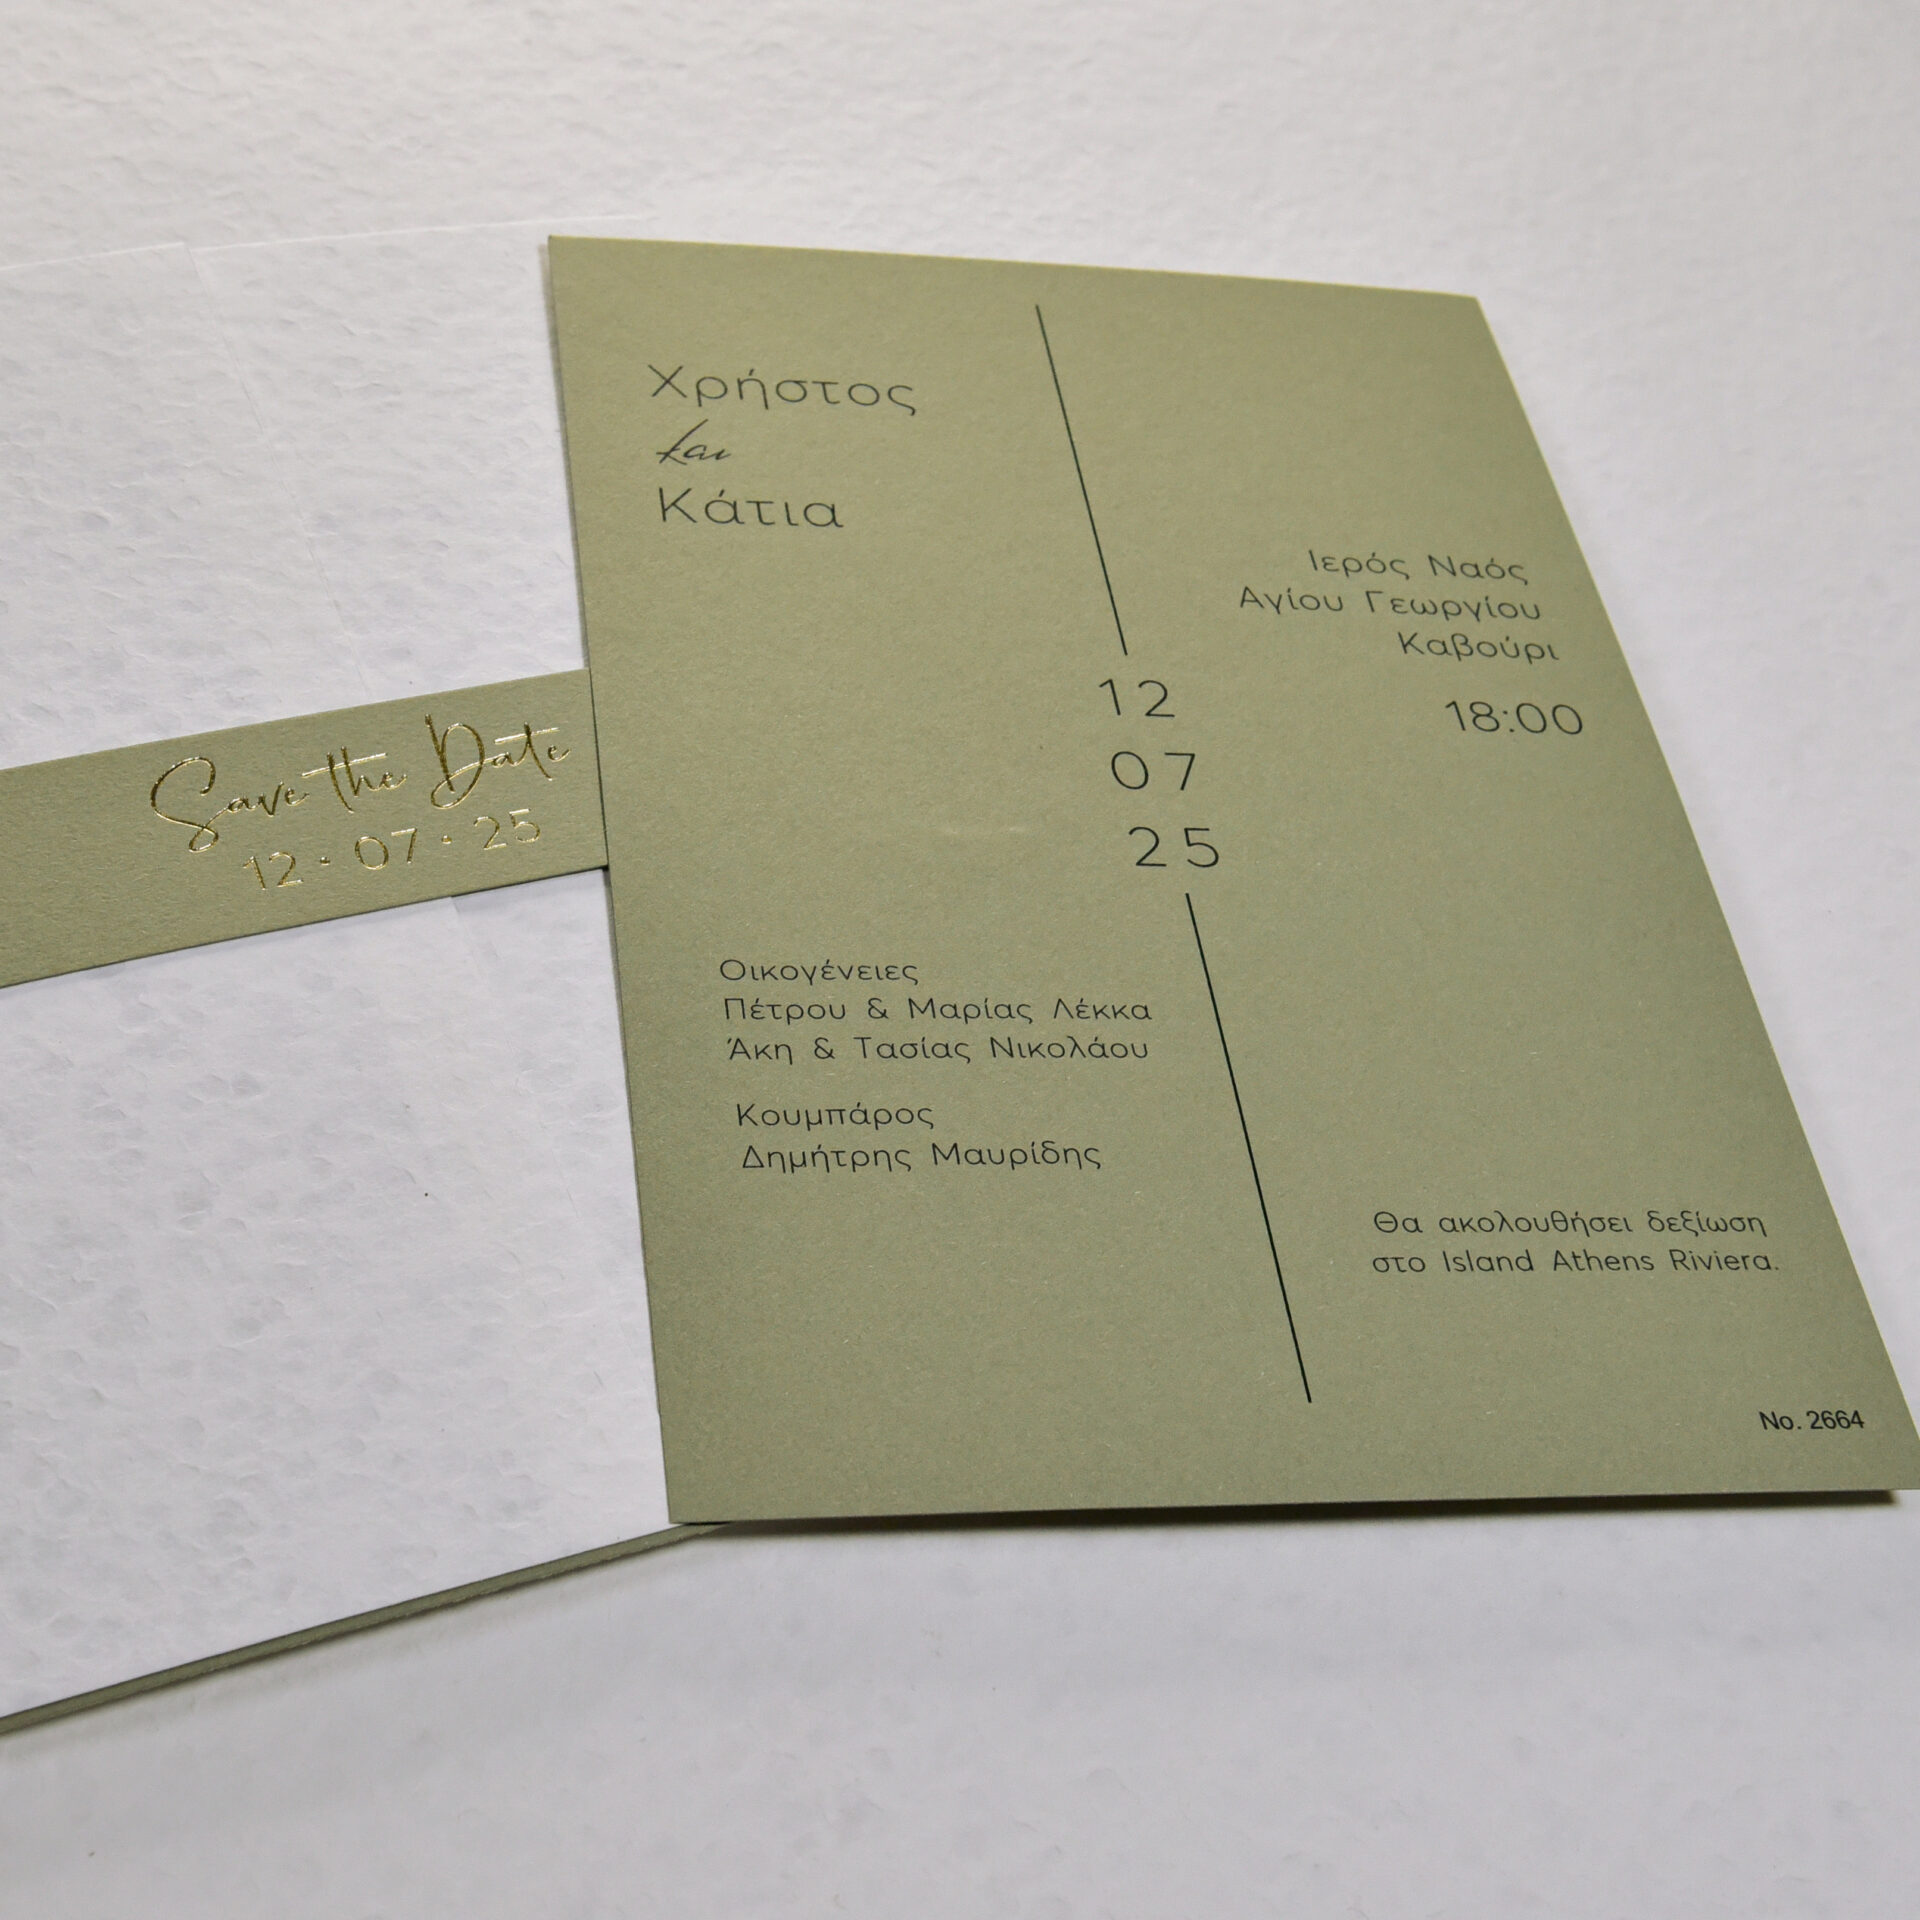 Save the Date
12 • 07 • 25
Χρήστος
και
Κάτια
Ιερός Ναός
Αγίου Γεωργίου
Καβούρι
18:00
12
07
25
Οικογένειες
Πέτρου & Μαρίας Λέκκα
Άκη & Τασίας Νικολάου
Κουμπάρος
Δημήτρης Μαυρίδης
Θα ακολουθήσει δεξίωση
στο Island Athens Riviera.
No. 2664